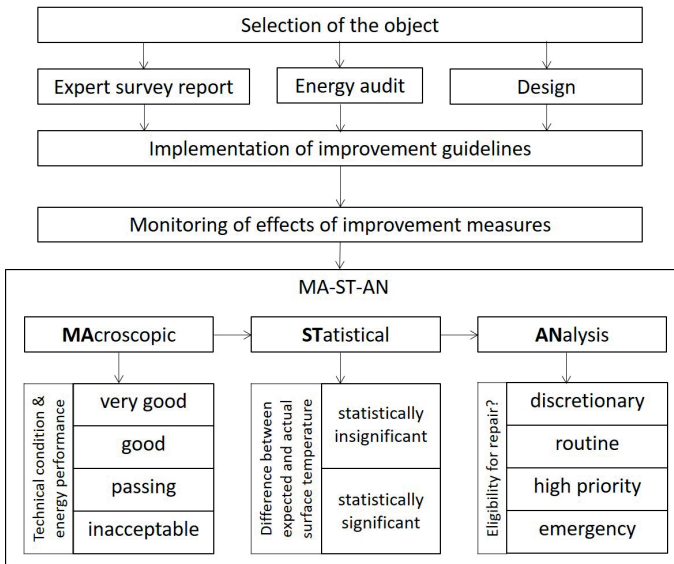 Selection of the object
Expert survey report
Energy audit
Design
Implementation of improvement guidelines
Monitoring of effects of improvement measures
MA-ST-AN
MAcroscopic
STatistical
ANalysis
Technical condition &
energy performance
very good
good
passing
inacceptable
Difference between
expected and actual
surface temperature
statistically
insignificant
statistically
significant
Eligibility for repair?
discretionary
routine
high priority
emergency